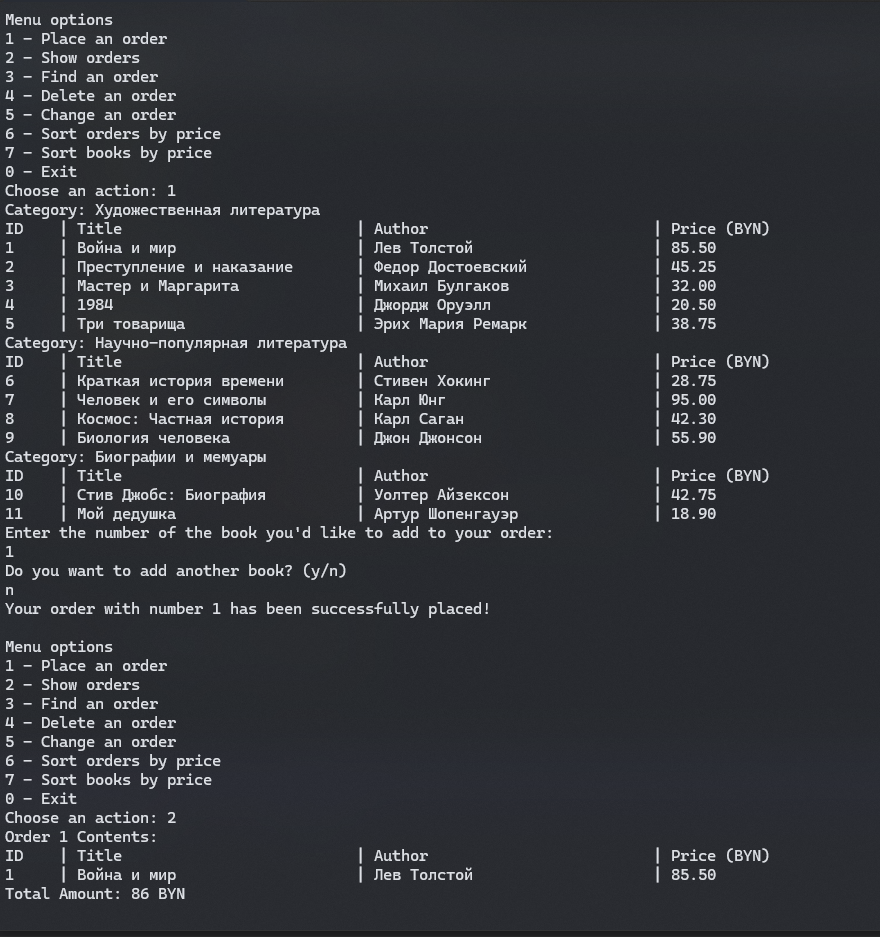 Menu options
1 - Place an order
2 - Show orders
3 - Find an order
4 - Delete an order
5 - Change an order
6 - Sort orders by price
7 - Sort books by price
0 - Exit
Choose an action: 1
Category: Художественная литература
ID | Title | Author | Price (BYN)
1 | Война и мир | Лев Толстой | 85.50
2 | Преступление и наказание | Федор Достоевский | 45.25
3 | Мастер и Маргарита | Михаил Булгаков | 32.00
4 | 1984 | Джордж Оруэлл | 20.50
5 | Три товарища | Эрих Мария Ремарк | 38.75
Category: Научно-популярная литература
ID | Title | Author | Price (BYN)
6 | Краткая история времени | Стивен Хокинг | 28.75
7 | Человек и его символы | Карл Юнг | 95.00
8 | Космос: Частная история | Карл Саган | 42.30
9 | Биология человека | Джон Джонсон | 55.90
Category: Биографии и мемуары
ID | Title | Author | Price (BYN)
10 | Стив Джобс: Биография | Уолтер Айзексон | 42.75
11 | Мой дедушка | Артур Шопенгауэр | 18.90
Enter the number of the book you'd like to add to your order:
1
Do you want to add another book? (y/n)
n
Your order with number 1 has been successfully placed!
Menu options
1 - Place an order
2 - Show orders
3 - Find an order
4 - Delete an order
5 - Change an order
6 - Sort orders by price
7 - Sort books by price
0 - Exit
Choose an action: 2
Order 1 Contents:
ID | Title | Author | Price (BYN)
1 | Война и мир | Лев Толстой | 85.50
Total Amount: 86 BYN